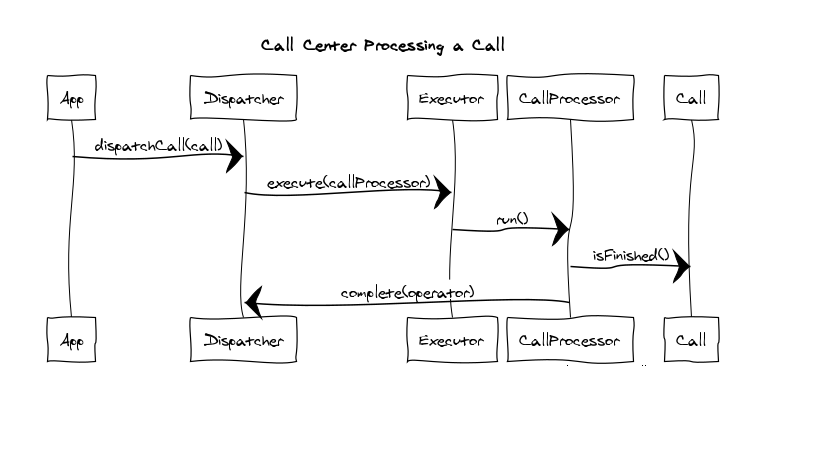 Call Center Processing a Call
App Dispatcher Executor CallProcessor Call
dispatchCall(call)
execute(callProcessor)
run()
isFinished()
complete(operator)
App Dispatcher Executor CallProcessor Call